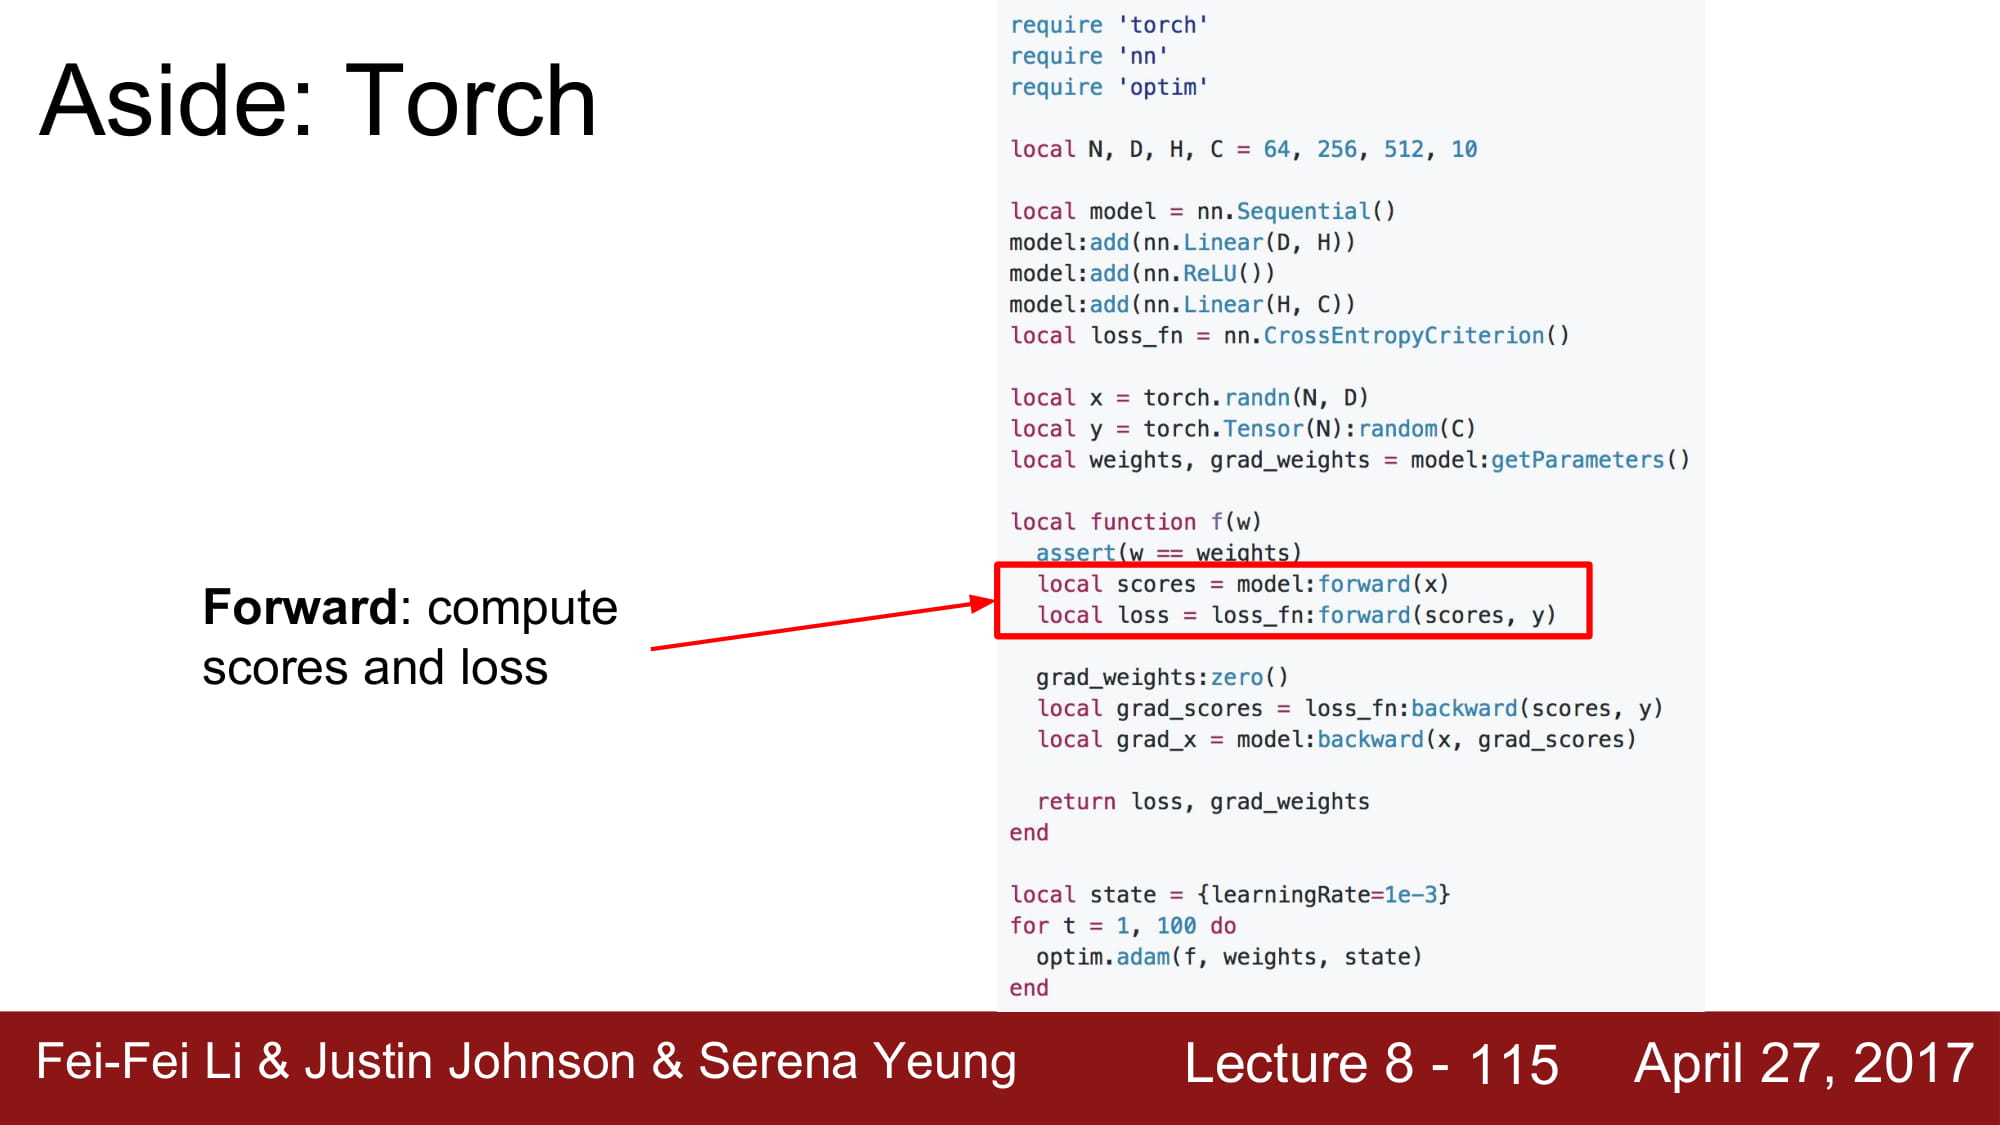 Aside: Torch
require 'torch'
require 'nn'
require 'optim'
local N, D, H, C = 64, 256, 512, 10
local model = nn.Sequential()
model:add(nn.Linear(D, H))
model:add(nn.ReLU())
model:add(nn.Linear(H, C))
local loss_fn = nn.CrossEntropyCriterion()
local x = torch.randn(N, D)
local y = torch.Tensor(N):random(C)
local weights, grad_weights = model:getParameters()
local function f(w)
assert(w == weights)
local scores = model:forward(x)
local loss = loss_fn:forward(scores, y)
grad_weights:zero()
local grad_scores = loss_fn:backward(scores, y)
local grad_x = model:backward(x, grad_scores)
return loss, grad_weights
end
local state = {learningRate=1e-3}
for t = 1, 100 do
optim.adam(f, weights, state)
end
Forward: compute
scores and loss
Fei-Fei Li & Justin Johnson & Serena Yeung
Lecture 8 - 115
April 27, 2017